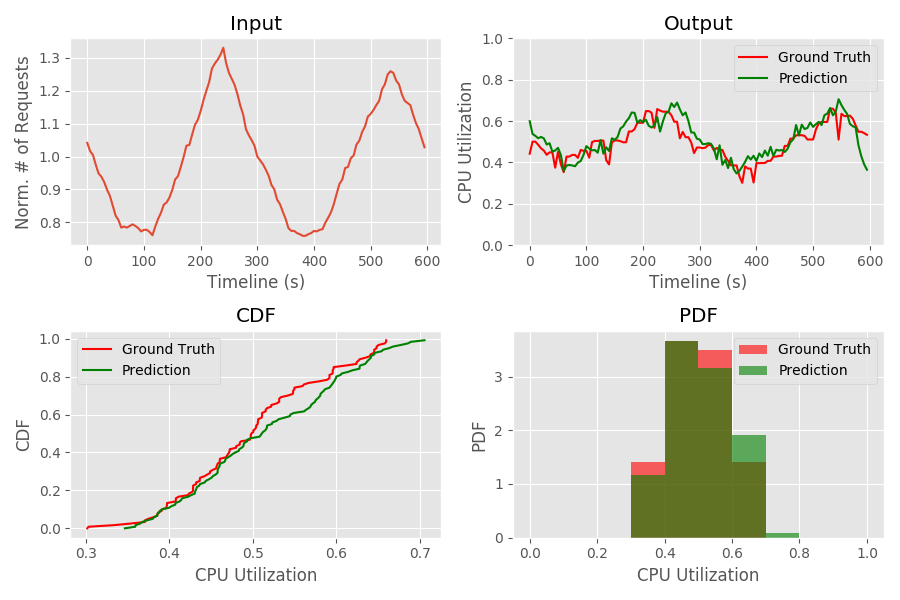 Input
Norm. # of Requests
1.3
1.2
1.1
1.0
0.9
0.8
0 100 200 300 400 500 600
Timeline (s)
Output
CPU Utilization
1.0
0.8
0.6
0.4
0.2
0.0
Ground Truth
Prediction
0 100 200 300 400 500 600
Timeline (s)
CDF
CDF
1.0
0.8
0.6
0.4
0.2
0.0
Ground Truth
Prediction
0.3 0.4 0.5 0.6 0.7
CPU Utilization
PDF
PDF
3
2
1
0
Ground Truth
Prediction
0.0 0.2 0.4 0.6 0.8 1.0
CPU Utilization